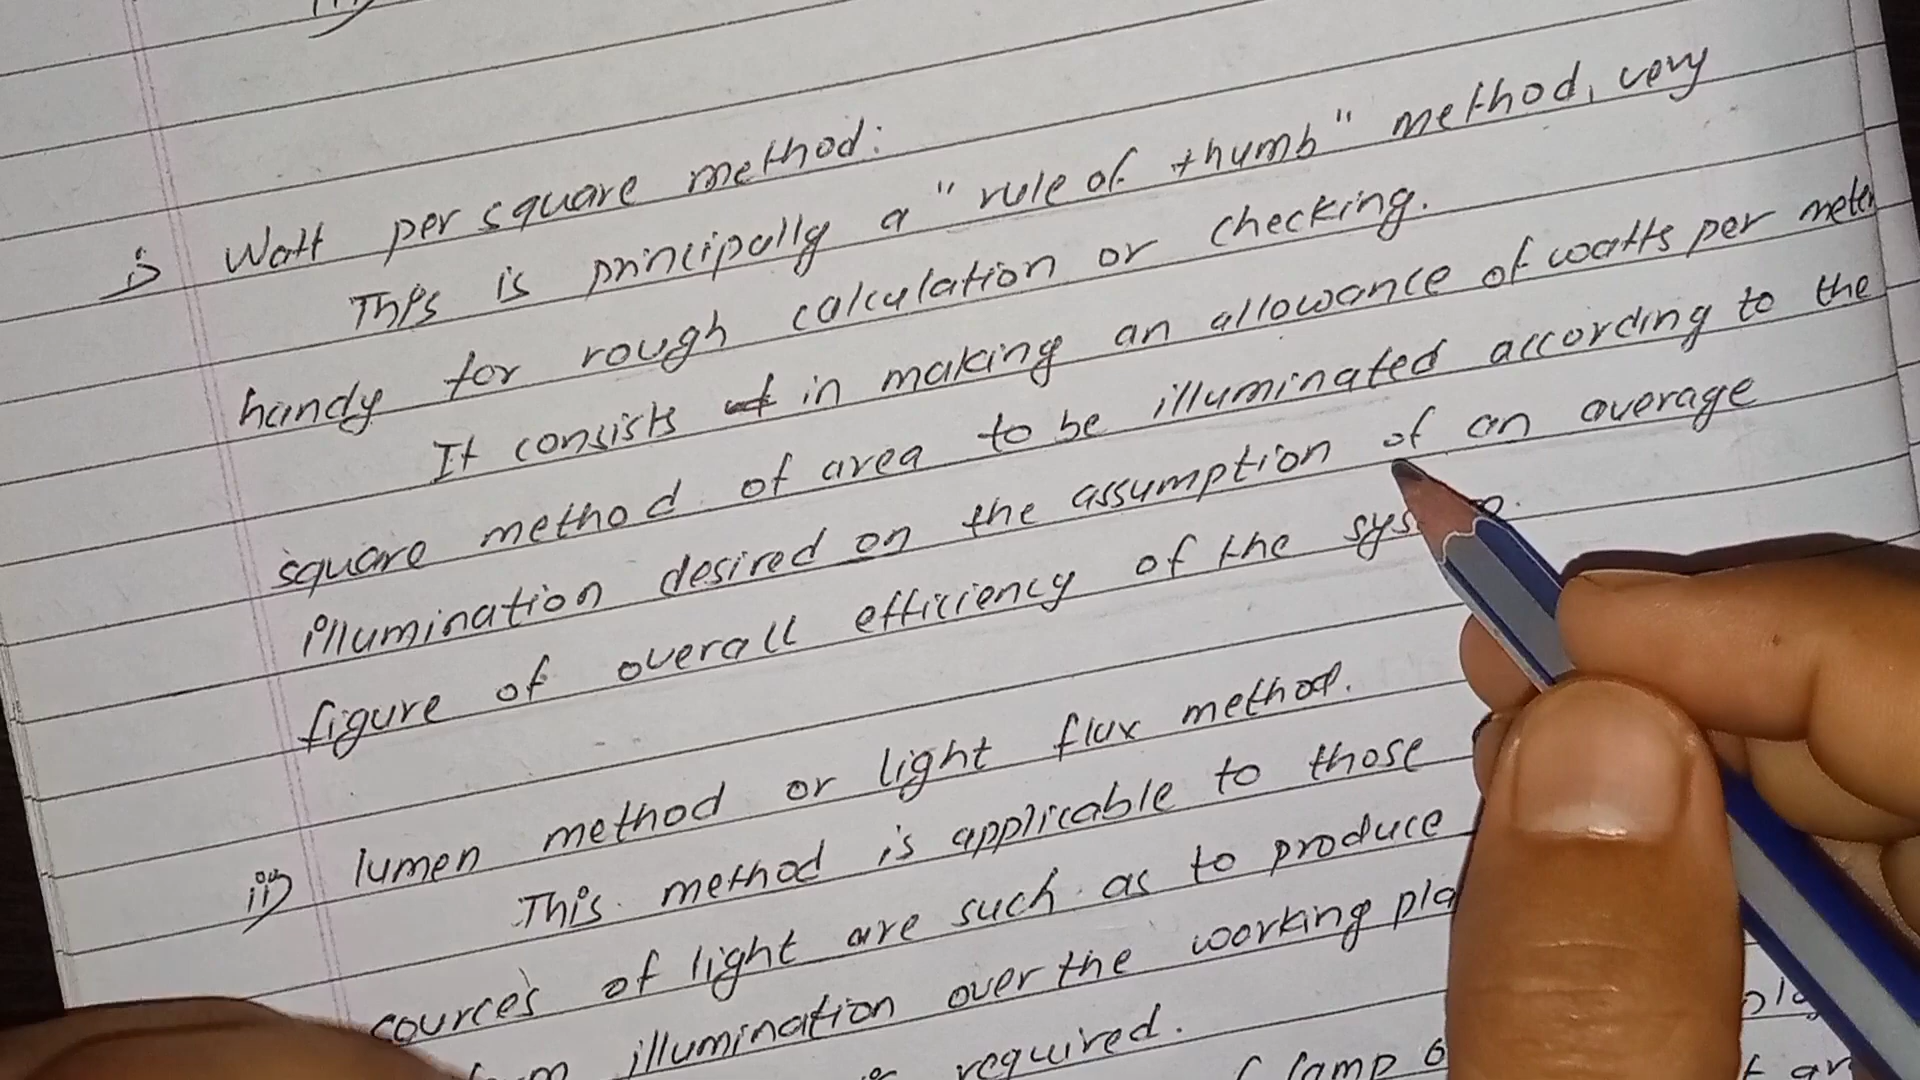 i) Watt per square method:
This is principally a "rule of thumb" method, very
handy for rough calculation or checking.
It consists in making an allowance of watts per meter
square method of area to be illuminated according to the
illumination desired on the assumption of an average
figure of overall efficiency of the
ii) lumen method or light flux method.
This method is applicable to those
sources of light are such as to produce
illumination over the working
required.
lamp